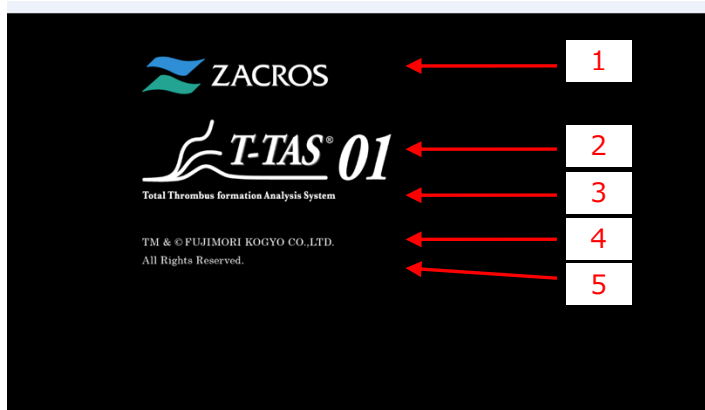 ZACROS
1
T-TAS® 01
2
Total Thrombus formation Analysis System
3
TM & © FUJIMORI KOGYO CO.,LTD.
4
All Rights Reserved.
5